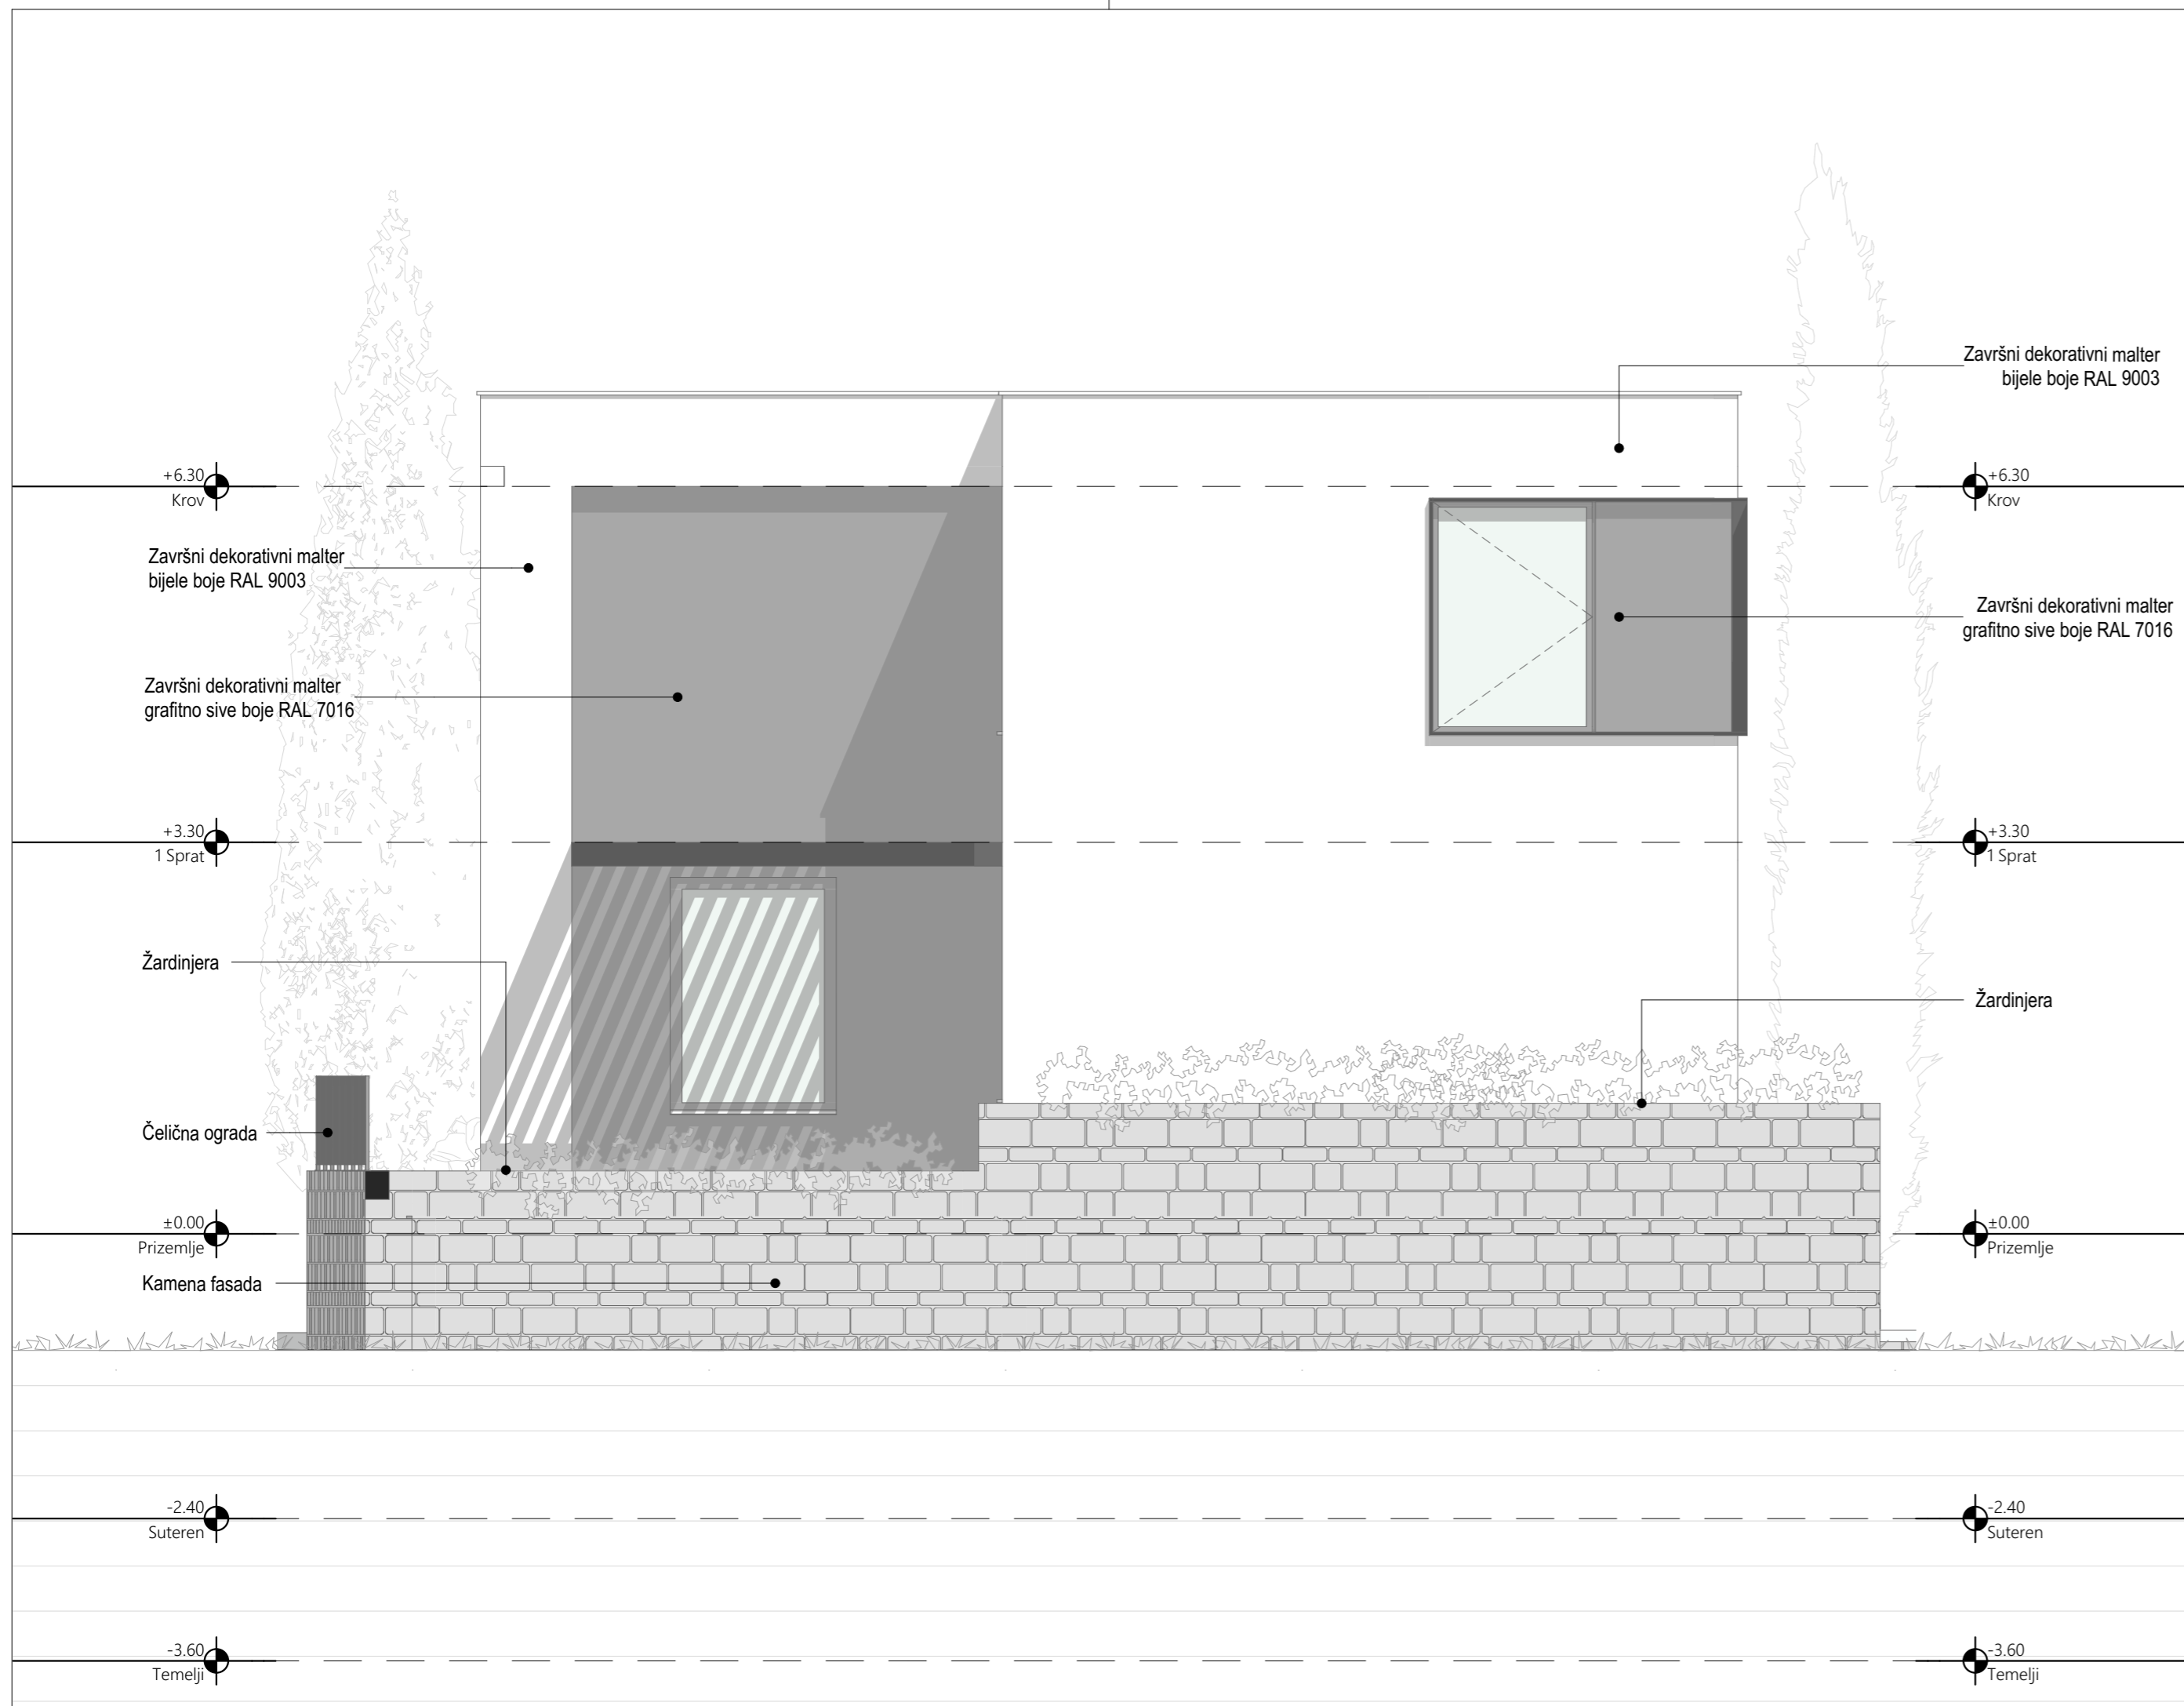 Završni dekorativni malter
bijele boje RAL 9003
+6.30
Krov
+6.30
Krov
Završni dekorativni malter
bijele boje RAL 9003
Završni dekorativni malter
grafitno sive boje RAL 7016
Završni dekorativni malter
grafitno sive boje RAL 7016
+3.30
1 Sprat
+3.30
1 Sprat
Žardinjera
Žardinjera
Čelična ograda
±0.00
Prizemlje
±0.00
Prizemlje
Kamena fasada
-2.40
Suteren
-2.40
Suteren
-3.60
Temelji
-3.60
Temelji